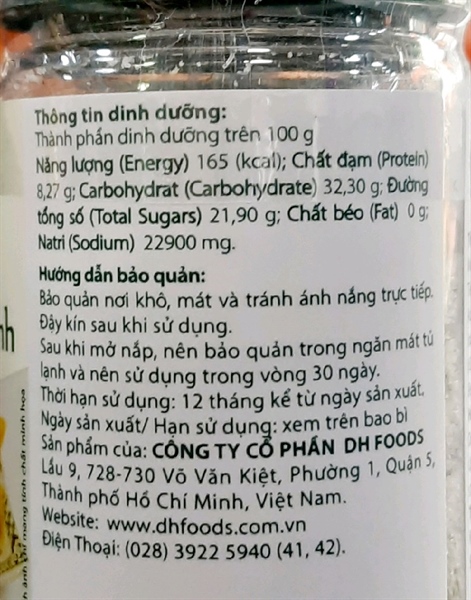 Thông tin dinh dưỡng:
Thành phần dinh dưỡng trên 100 g
Năng lượng (Energy) 165 (kcal); Chất đạm (Protein)
8,27 g; Carbohydrat (Carbohydrate) 32,30 g; Đường
tổng số (Total Sugars) 21,90 g; Chất béo (Fat) 0 g;
Natri (Sodium) 22900 mg.
Hướng dẫn bảo quản:
Bảo quản nơi khô, mát và tránh ánh nắng trực tiếp.
Đậy kín sau khi sử dụng.
Sau khi mở nắp, nên bảo quản trong ngăn mát tủ
lạnh và nên sử dụng trong vòng 30 ngày.
Thời hạn sử dụng: 12 tháng kể từ ngày sản xuất.
Ngày sản xuất/ Hạn sử dụng: xem trên bao bì
Sản phẩm của: CÔNG TY CỔ PHẦN DH FOODS
Lầu 9, 728-730 Võ Văn Kiệt, Phường 1, Quận 5,
Thành phố Hồ Chí Minh, Việt Nam.
Website: www.dhfoods.com.vn
Điện Thoại: (028) 3922 5940 (41, 42).
ảnh chỉ mang tính chất minh họa